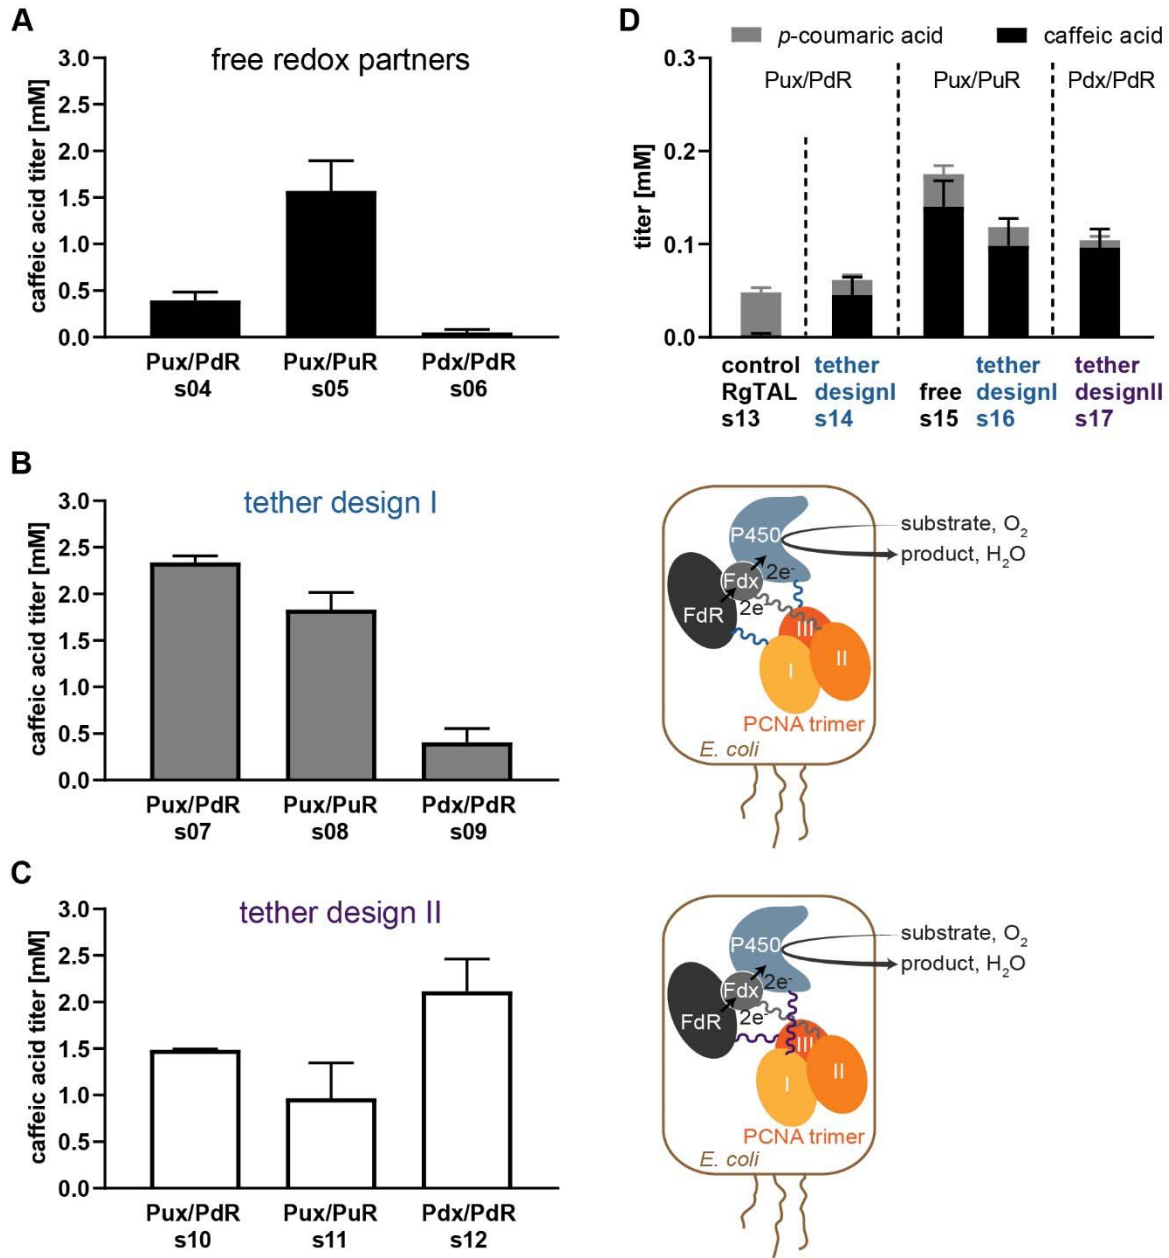 A
free redox partners
caffeic acid titer [mM]
3.0
2.5
2.0
1.5
1.0
0.5
0.0
Pux/PdR
s04
Pux/PuR
s05
Pdx/PdR
s06
B
tether design I
caffeic acid titer [mM]
3.0
2.5
2.0
1.5
1.0
0.5
0.0
Pux/PdR
s07
Pux/PuR
s08
Pdx/PdR
s09
P450
Fdx
FdR
2e-
2e-
III
I
II
PCNA trimer
E. coli
substrate, O2
product, H2O
C
tether design II
caffeic acid titer [mM]
3.0
2.5
2.0
1.5
1.0
0.5
0.0
Pux/PdR
s10
Pux/PuR
s11
Pdx/PdR
s12
P450
Fdx
FdR
2e-
2e-
III
I
II
PCNA trimer
E. coli
substrate, O2
product, H2O
D
p-coumaric acid
caffeic acid
titer [mM]
0.3
0.2
0.1
0.0
Pux/PdR
Pux/PuR
Pdx/PdR
control
RgTAL
s13
tether
designI
s14
free
s15
tether
designI
s16
tether
designII
s17